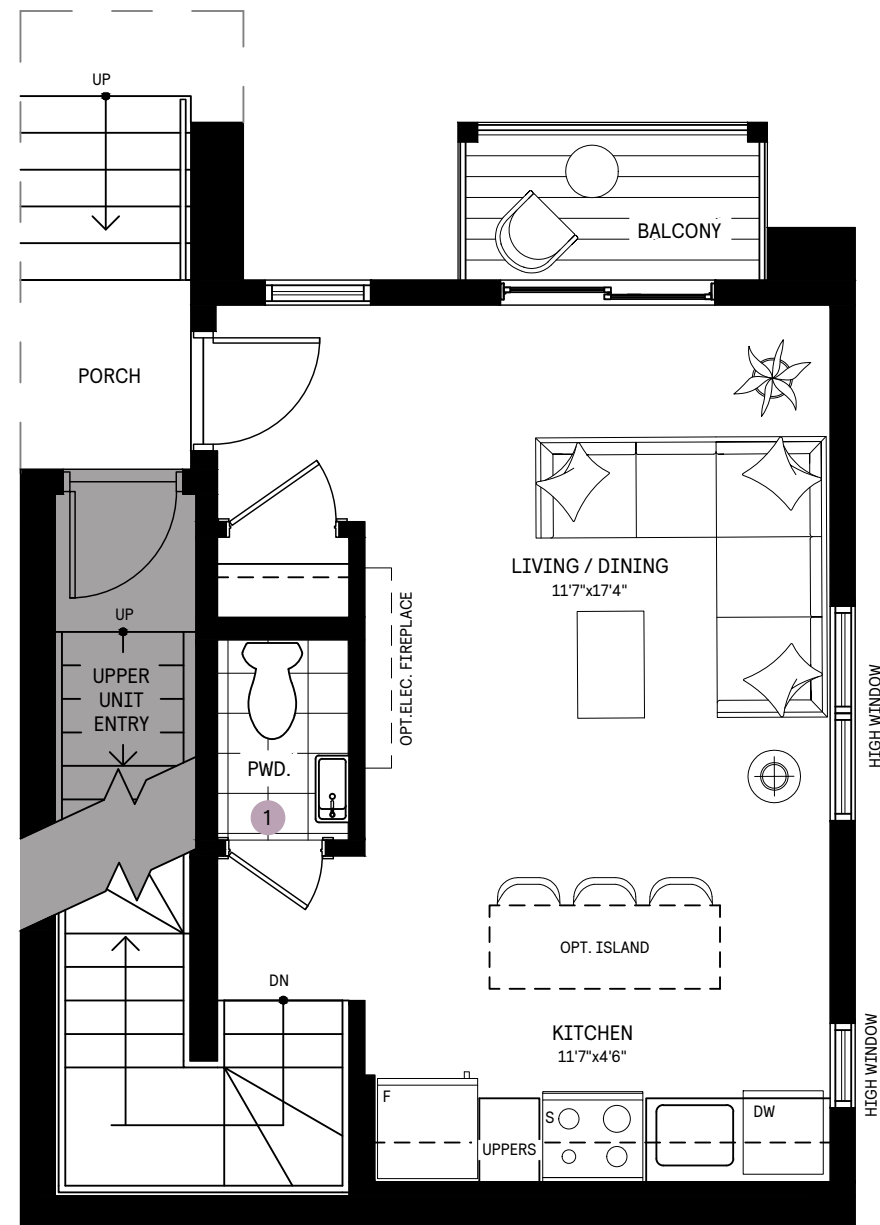 UP
BALCONY
PORCH
LIVING / DINING
11'7"x17'4"
UP
OPT.ELEC. FIREPLACE
UPPER
UNIT
ENTRY
HIGH WINDOW
PWD.
1
OPT. ISLAND
DN
KITCHEN
11'7"x4'6"
HIGH WINDOW
F
S
DW
UPPERS